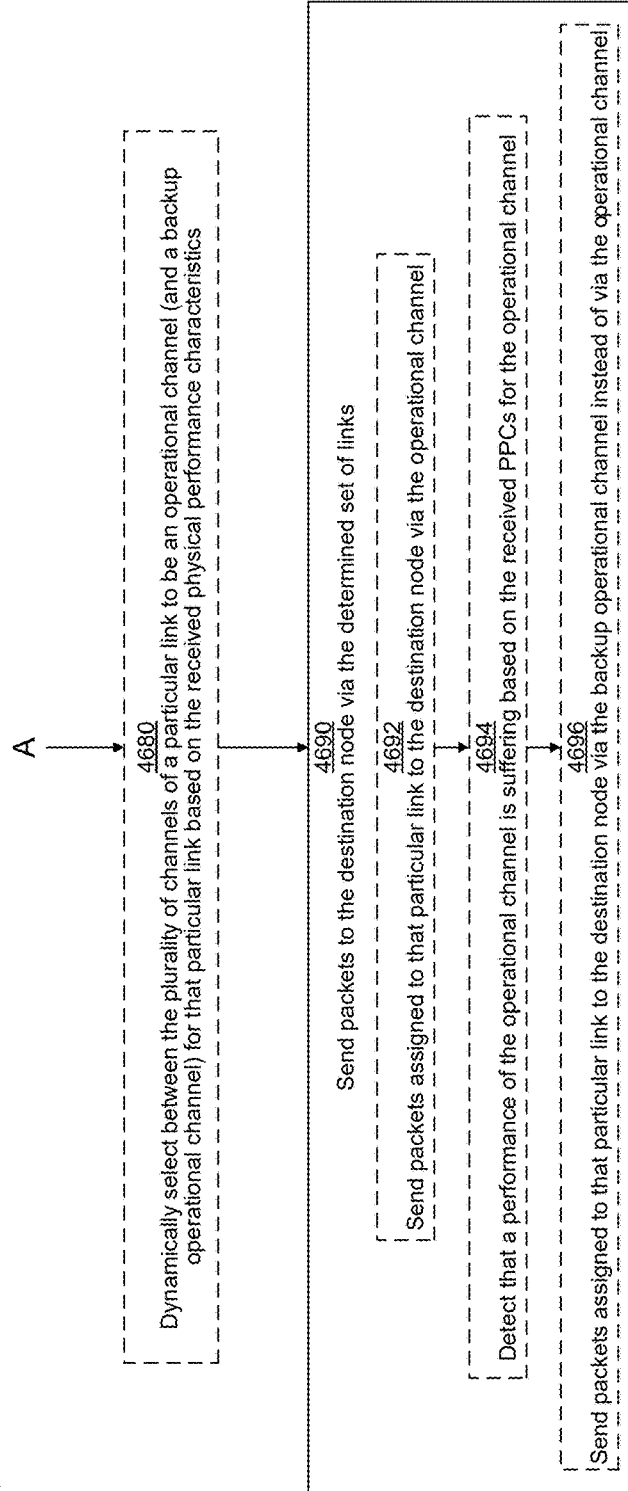 A
4680
Dynamically select between the plurality of channels of a particular link to be an operational channel (and a backup
operational channel) for that particular link based on the received physical performance characteristics
4690
Send packets to the destination node via the determined set of links
4692
Send packets assigned to that particular link to the destination node via the operational channel
4694
Detect that a performance of the operational channel is suffering based on the received PPCs for the operational channel
4696
Send packets assigned to that particular link to the destination node via the backup operational channel instead of via the operational channel